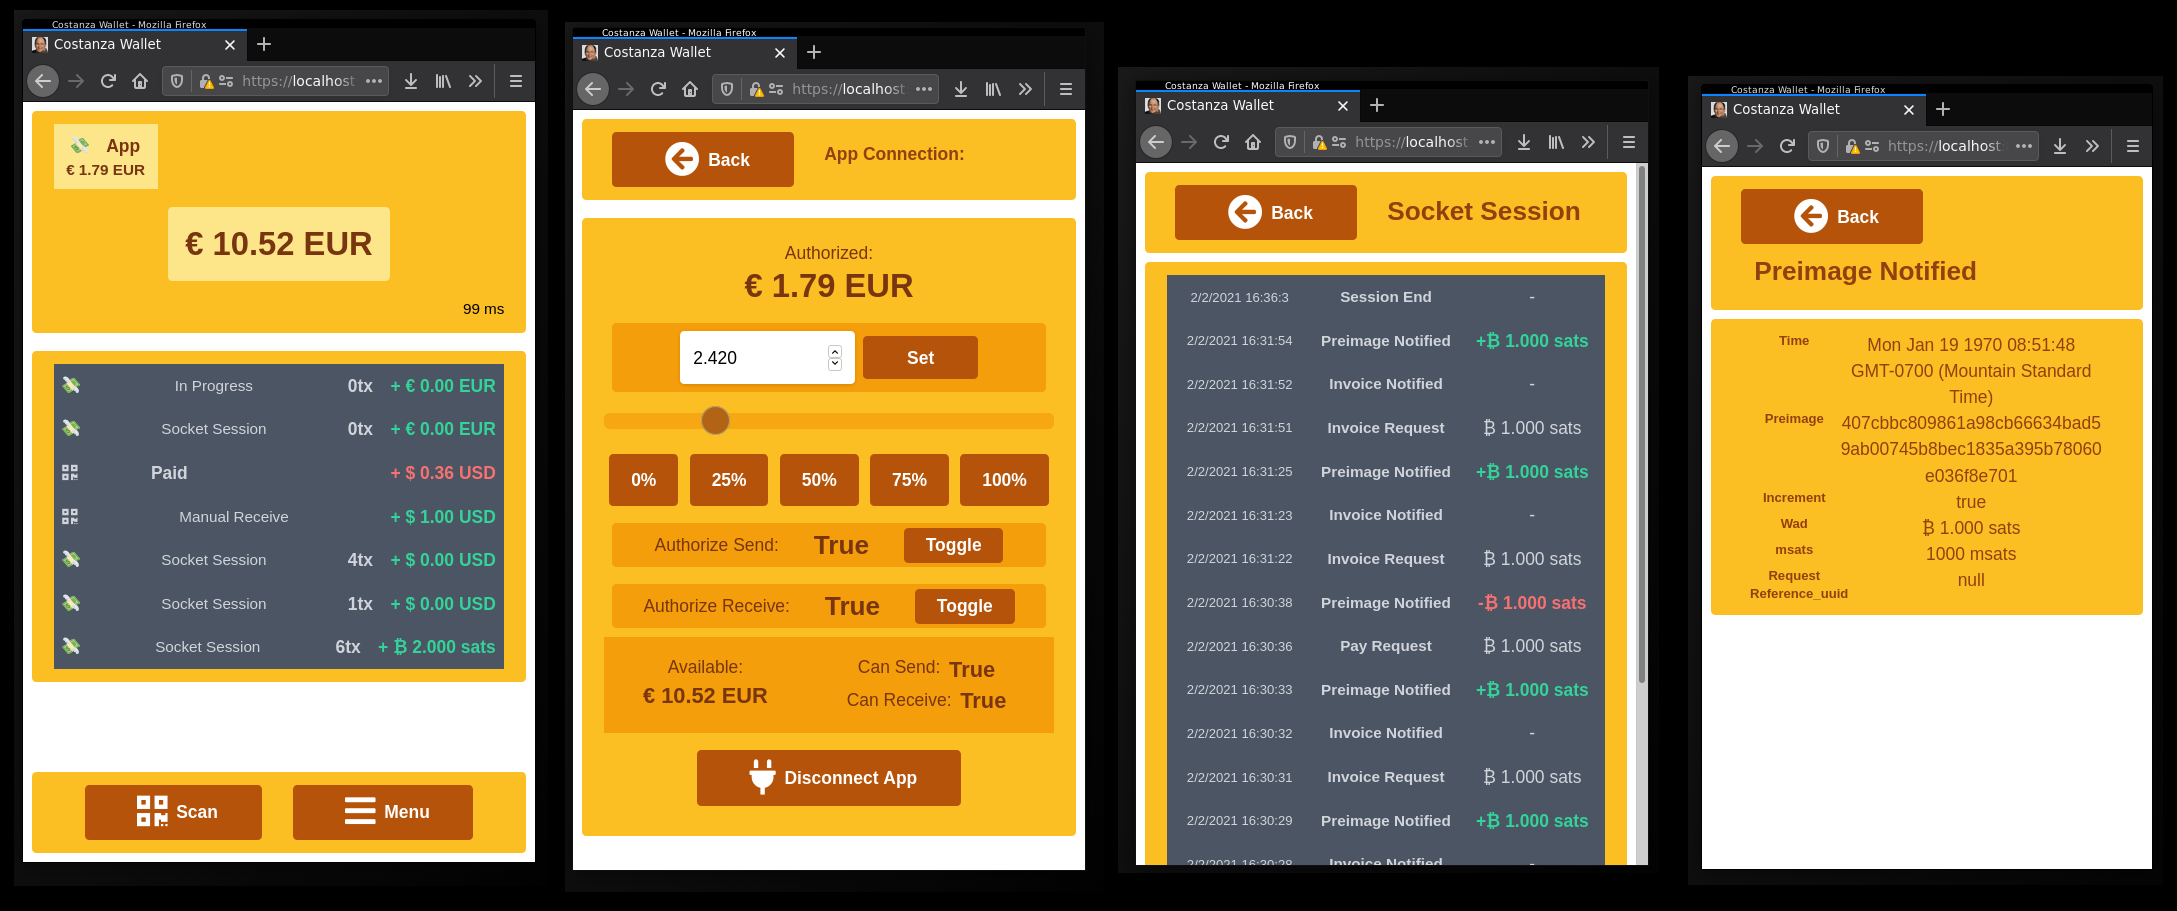 Costanza Wallet - Mozilla Firefox
Costanza Wallet
https://localhost
App
€ 1.79 EUR
€ 10.52 EUR
99 ms
In Progress 0tx + € 0.00 EUR
Socket Session 0tx + € 0.00 EUR
Paid + $ 0.36 USD
Manual Receive + $ 1.00 USD
Socket Session 4tx + $ 0.00 USD
Socket Session 1tx + $ 0.00 USD
Socket Session 6tx + ₿ 2.000 sats
Scan Menu
Costanza Wallet - Mozilla Firefox
Costanza Wallet
https://localhost
Back App Connection:
Authorized:
€ 1.79 EUR
2.420 Set
0% 25% 50% 75% 100%
Authorize Send: True Toggle
Authorize Receive: True Toggle
Available: Can Send: True
€ 10.52 EUR Can Receive: True
Disconnect App
Costanza Wallet - Mozilla Firefox
Costanza Wallet
https://localhost
Back Socket Session
2/2/2021 16:36:3 Session End -
2/2/2021 16:31:54 Preimage Notified +₿ 1.000 sats
2/2/2021 16:31:52 Invoice Notified -
2/2/2021 16:31:51 Invoice Request ₿ 1.000 sats
2/2/2021 16:31:25 Preimage Notified +₿ 1.000 sats
2/2/2021 16:31:23 Invoice Notified -
2/2/2021 16:31:22 Invoice Request ₿ 1.000 sats
2/2/2021 16:30:38 Preimage Notified -₿ 1.000 sats
2/2/2021 16:30:36 Pay Request ₿ 1.000 sats
2/2/2021 16:30:33 Preimage Notified +₿ 1.000 sats
2/2/2021 16:30:32 Invoice Notified -
2/2/2021 16:30:31 Invoice Request ₿ 1.000 sats
2/2/2021 16:30:29 Preimage Notified +₿ 1.000 sats
2/2/2021 16:30:28 Invoice Notified -
Costanza Wallet - Mozilla Firefox
Costanza Wallet
https://localhost:
Back
Preimage Notified
Time Mon Jan 19 1970 08:51:48
GMT-0700 (Mountain Standard
Time)
Preimage 407cbbc809861a98cb66634bad5
9ab00745b8bec1835a395b78060
e036f8e701
Increment true
Wad ₿ 1.000 sats
msats 1000 msats
Request null
Reference_uuid